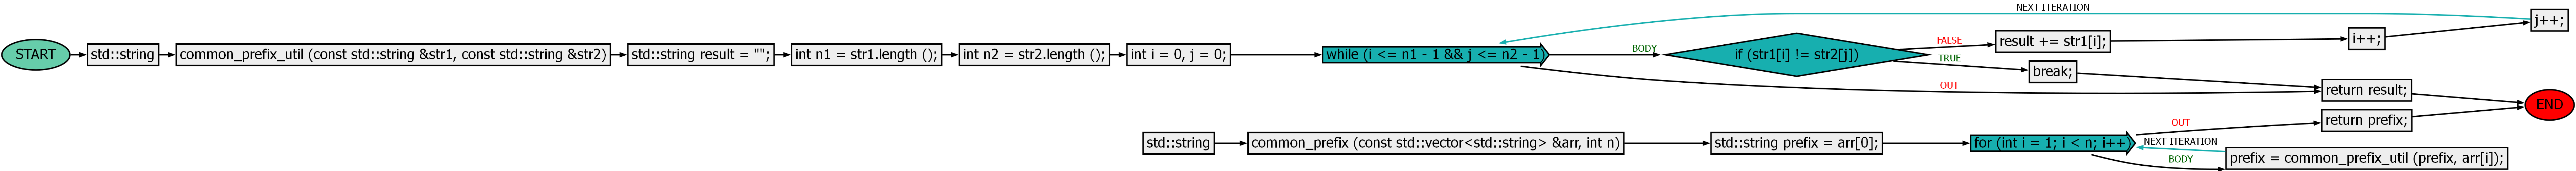 START
std::string
common_prefix_util (const std::string &str1, const std::string &str2)
std::string result = "";
int n1 = str1.length ();
int n2 = str2.length ();
int i = 0, j = 0;
while (i <= n1 - 1 && j <= n2 - 1)
BODY
if (str1[i] != str2[j])
FALSE
result += str1[i];
i++;
j++;
NEXT ITERATION
TRUE
break;
OUT
return result;
END
std::string
common_prefix (const std::vector<std::string> &arr, int n)
std::string prefix = arr[0];
for (int i = 1; i < n; i++)
OUT
return prefix;
NEXT ITERATION
BODY
prefix = common_prefix_util (prefix, arr[i]);